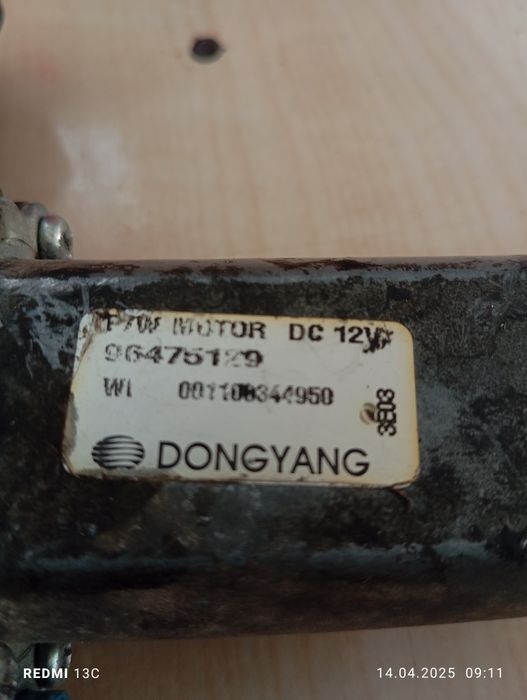 P/W MOTOR DC 12V
96475129
WI 001106344950
3E03
DONGYANG
REDMI 13C
14.04.2025 09:11